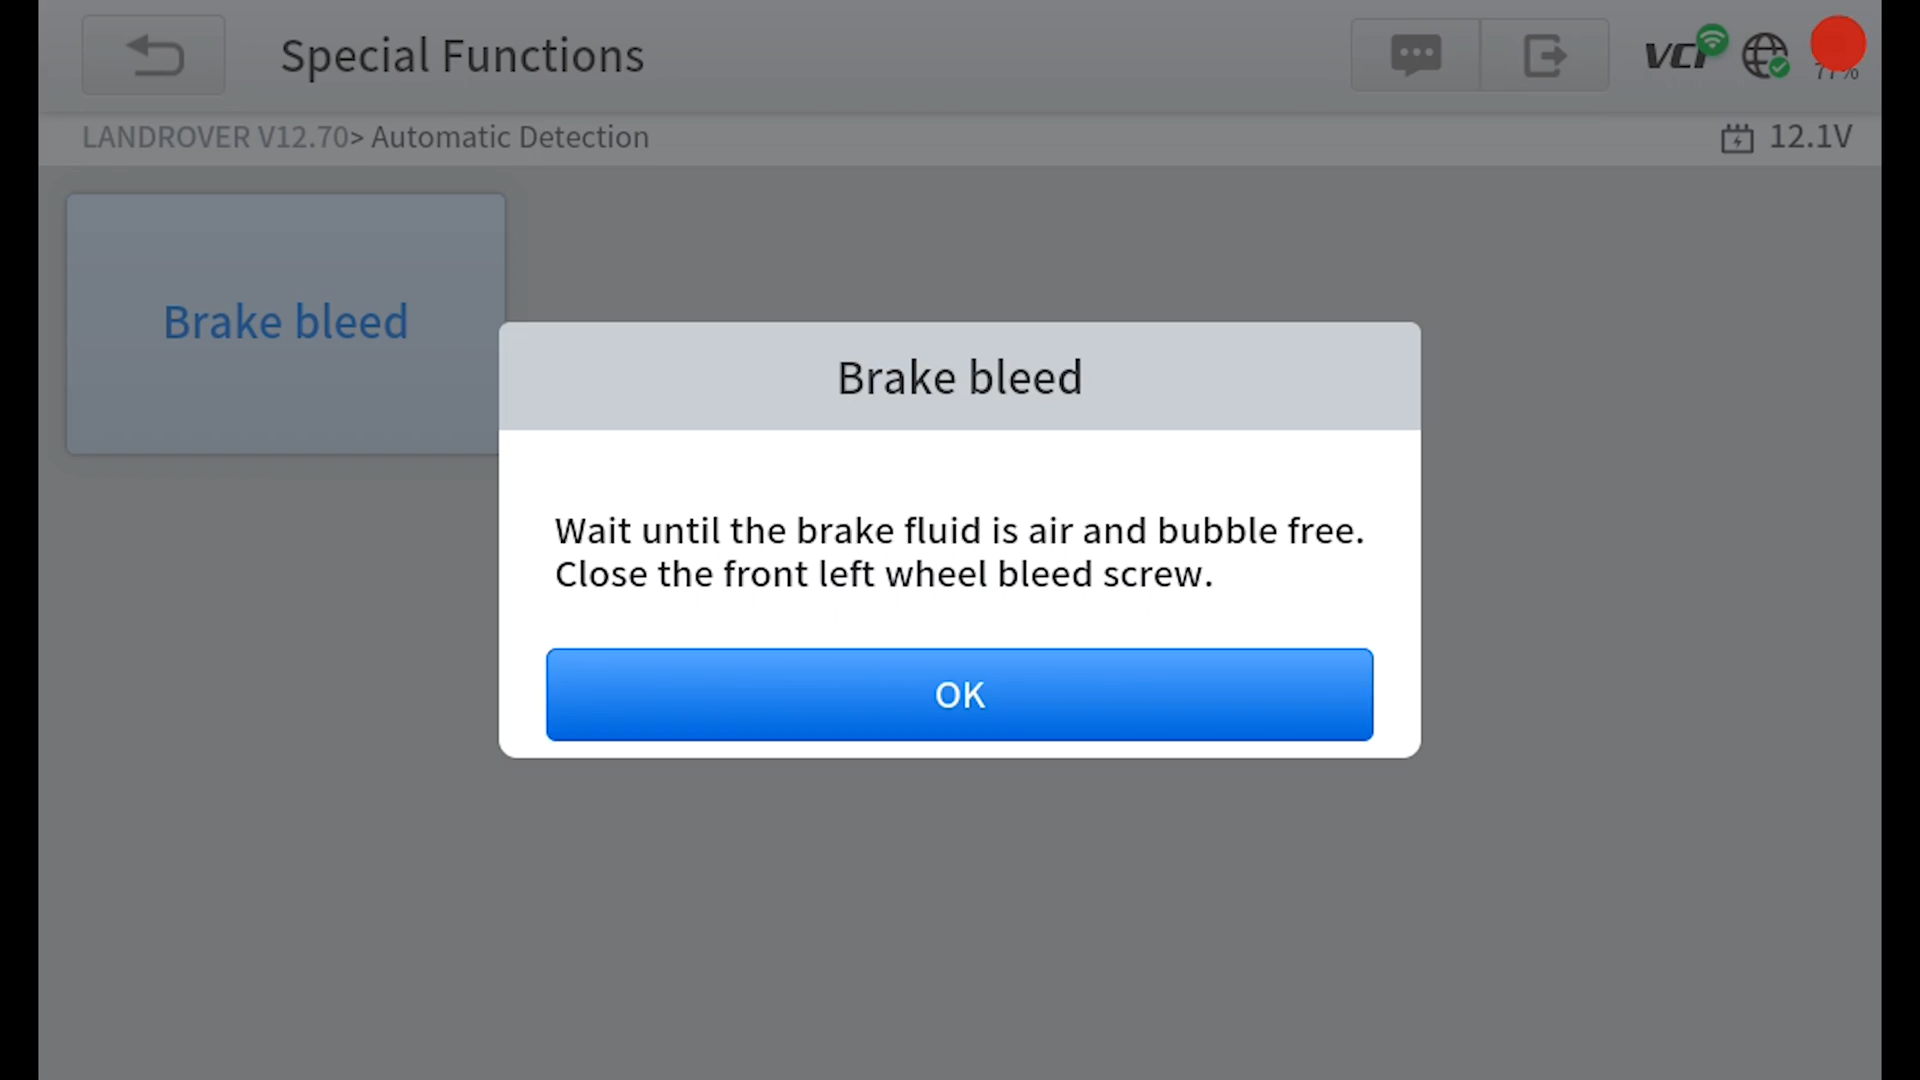 Special Functions
VCI
LANDROVER V12.70> Automatic Detection
12.1V
Brake bleed
Brake bleed
Wait until the brake fluid is air and bubble free.
Close the front left wheel bleed screw.
OK